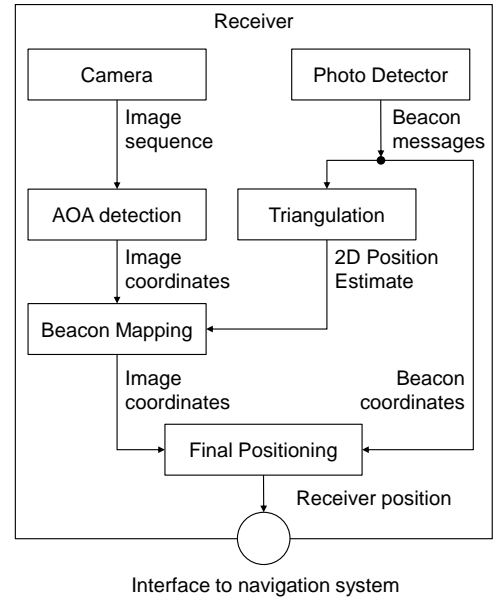 Receiver
Camera
Photo Detector
Image
sequence
Beacon
messages
AOA detection
Triangulation
Image
coordinates
2D Position
Estimate
Beacon Mapping
Image
coordinates
Beacon
coordinates
Final Positioning
Receiver position
Interface to navigation system